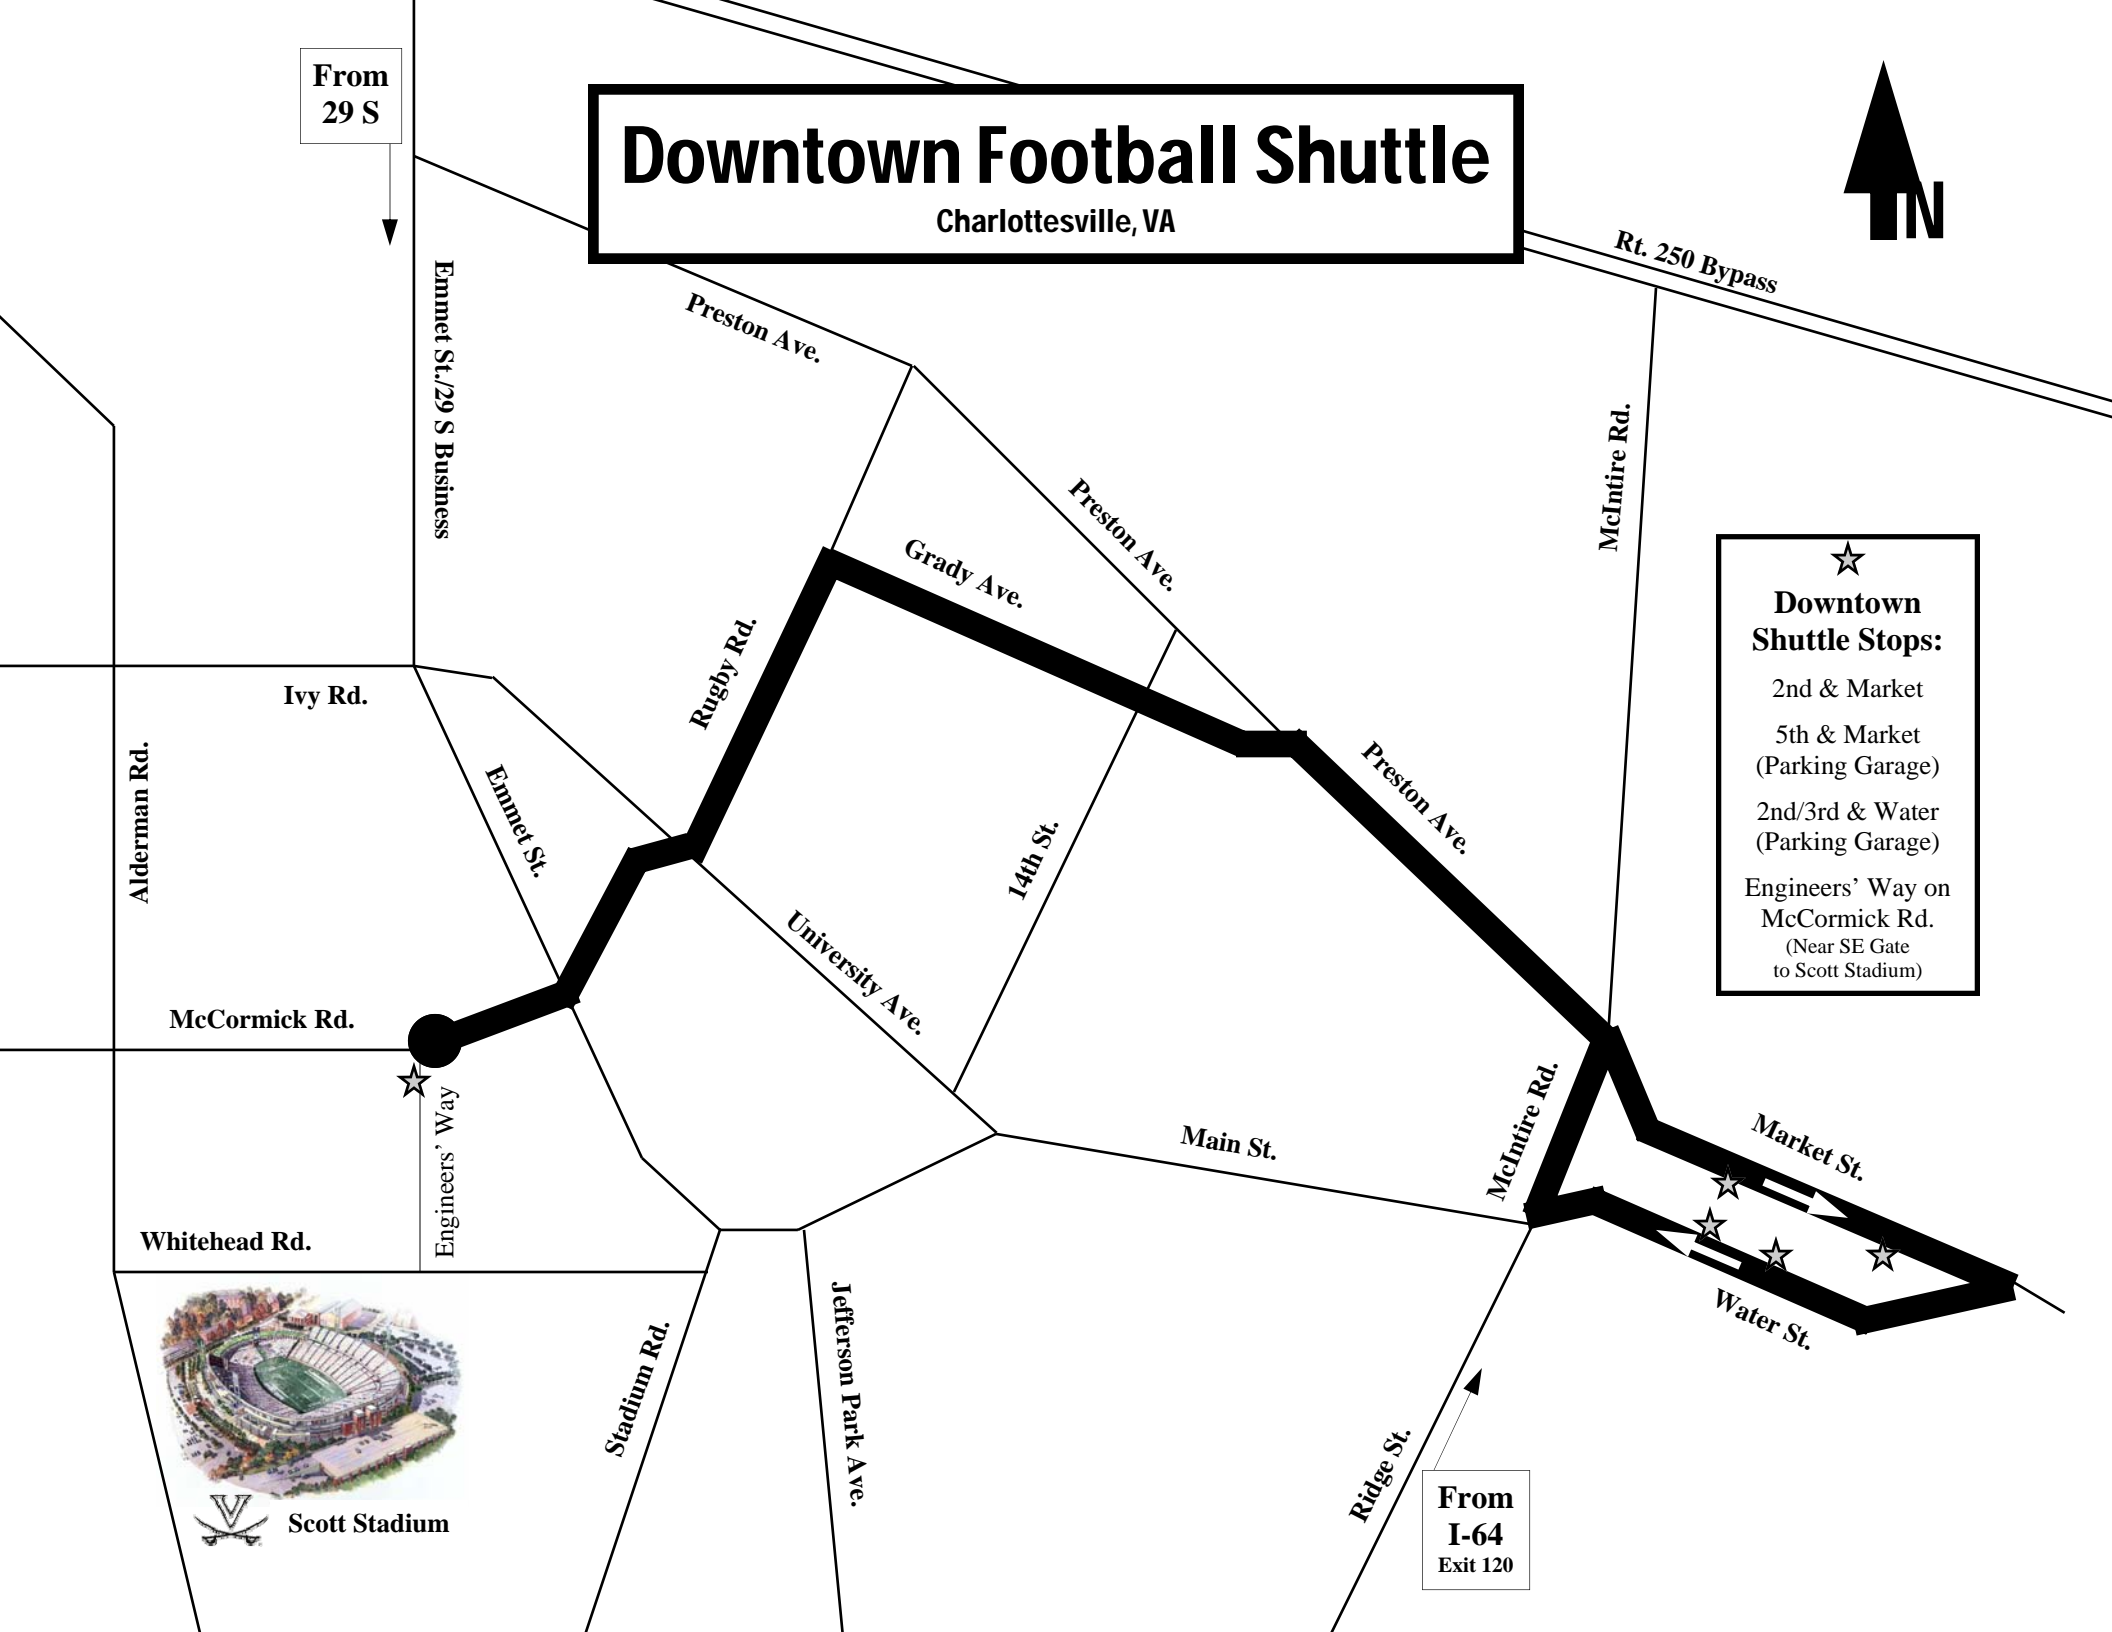 From
29 S
Downtown Football Shuttle
Charlottesville, VA
N
Rt. 250 Bypass
Emmet St./29 S Business
Preston Ave.
McIntire Rd.
Preston Ave.
Grady Ave.
Downtown
Shuttle Stops:
2nd & Market
5th & Market
(Parking Garage)
2nd/3rd & Water
(Parking Garage)
Engineers’ Way on
McCormick Rd.
(Near SE Gate
to Scott Stadium)
Rugby Rd.
Ivy Rd.
Alderman Rd.
Emmet St.
Preston Ave.
14th St.
University Ave.
McCormick Rd.
Engineers’ Way
McIntire Rd.
Main St.
Market St.
Whitehead Rd.
Water St.
Stadium Rd.
Jefferson Park Ave.
Ridge St.
From
I-64
Exit 120
V
Scott Stadium